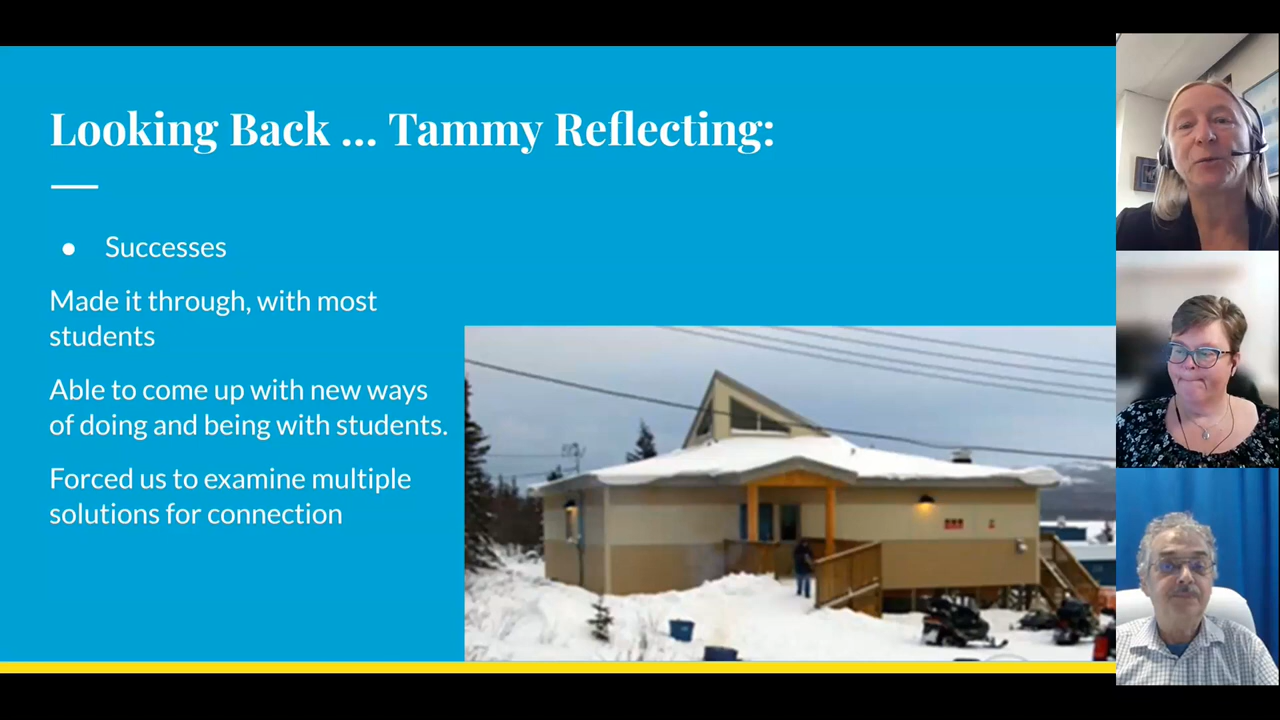 Looking Back ... Tammy Reflecting:
● Successes
Made it through, with most
students
Able to come up with new ways
of doing and being with students.
Forced us to examine multiple
solutions for connection